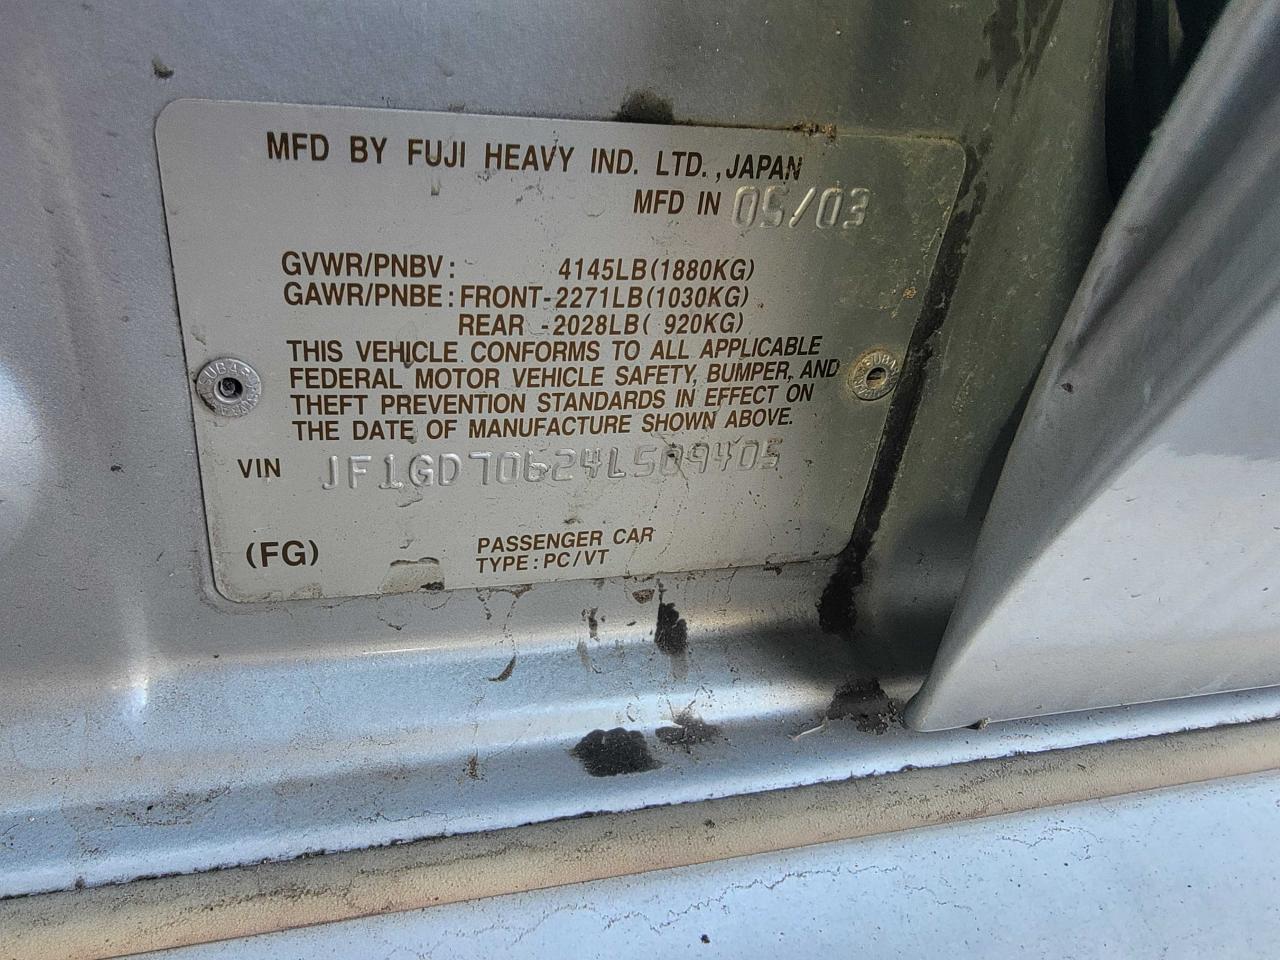 MFD BY FUJI HEAVY IND. LTD., JAPAN
MFD IN 05/03
GVWR/PNBV: 4145LB(1880KG)
GAWR/PNBE: FRONT-2271LB(1030KG)
REAR -2028LB( 920KG)
THIS VEHICLE CONFORMS TO ALL APPLICABLE
FEDERAL MOTOR VEHICLE SAFETY, BUMPER, AND
THEFT PREVENTION STANDARDS IN EFFECT ON
THE DATE OF MANUFACTURE SHOWN ABOVE.
VIN JF1GD70624L509405
(FG)
PASSENGER CAR
TYPE: PC/VT